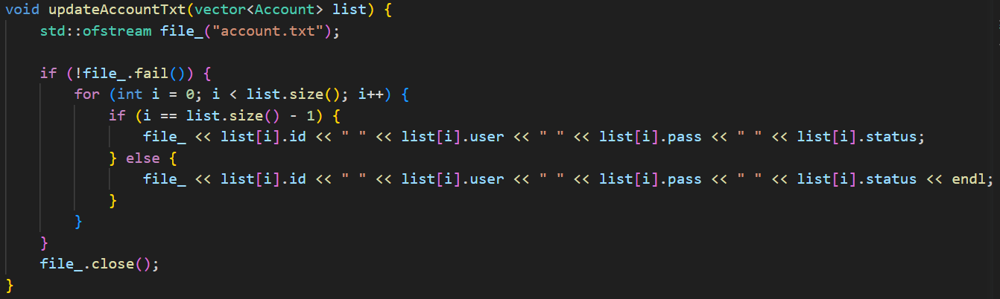 void updateAccountTxt(vector<Account> list) {
    std::ofstream file_("account.txt");

    if (!file_.fail()) {
        for (int i = 0; i < list.size(); i++) {
            if (i == list.size() - 1) {
                file_ << list[i].id << " " << list[i].user << " " << list[i].pass << " " << list[i].status;
            } else {
                file_ << list[i].id << " " << list[i].user << " " << list[i].pass << " " << list[i].status << endl;
            }
        }
    }
    file_.close();
}